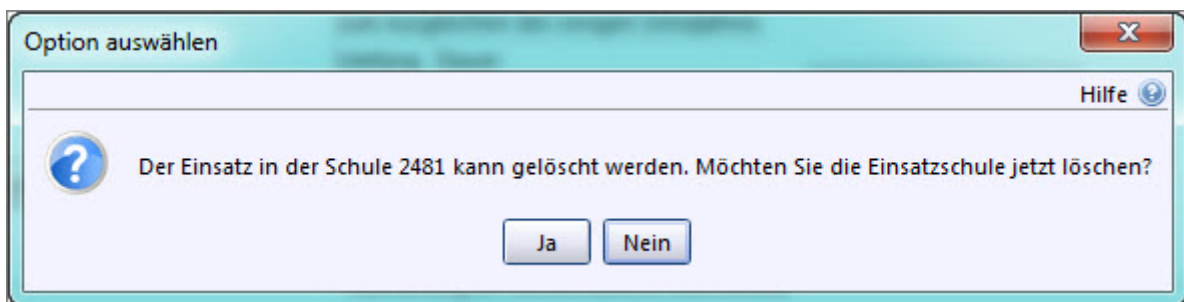 Option auswählen
Hilfe
Der Einsatz in der Schule 2481 kann gelöscht werden. Möchten Sie die Einsatzschule jetzt löschen?
Ja
Nein